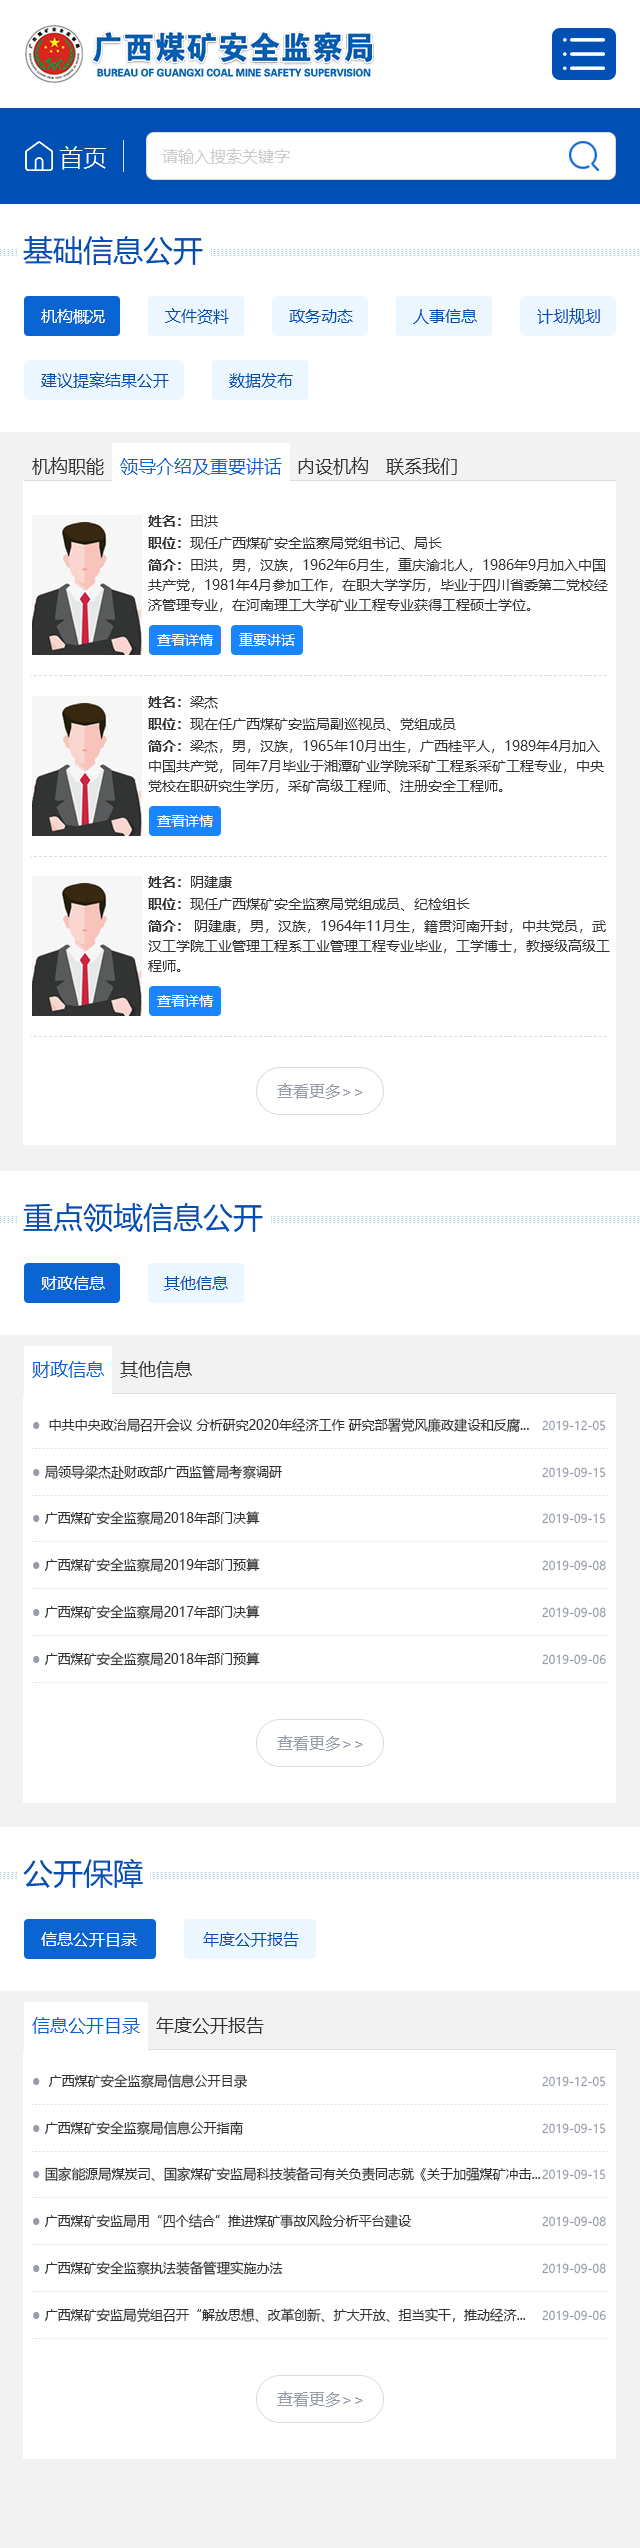 广西煤矿安全监察局
BUREAU OF GUANGXI COAL MINE SAFETY SUPERVISION
首页
请输入搜索关键字
基础信息公开
机构概况 文件资料 政务动态 人事信息 计划规划
建议提案结果公开 数据发布
机构职能 领导介绍及重要讲话 内设机构 联系我们
姓名：田洪
职位：现任广西煤矿安全监察局党组书记、局长
简介：田洪，男，汉族，1962年6月生，重庆渝北人，1986年9月加入中国
共产党，1981年4月参加工作，在职大学学历，毕业于四川省委第二党校经
济管理专业，在河南理工大学矿业工程专业获得工程硕士学位。
查看详情 重要讲话
姓名：梁杰
职位：现在任广西煤矿安监局副巡视员、党组成员
简介：梁杰，男，汉族，1965年10月出生，广西桂平人，1989年4月加入
中国共产党，同年7月毕业于湘潭矿业学院采矿工程系采矿工程专业，中央
党校在职研究生学历，采矿高级工程师、注册安全工程师。
查看详情
姓名：阴建康
职位：现任广西煤矿安全监察局党组成员、纪检组长
简介： 阴建康，男，汉族，1964年11月生，籍贯河南开封，中共党员，武
汉工学院工业管理工程系工业管理工程专业毕业，工学博士，教授级高级工
程师。
查看详情
查看更多>>
重点领域信息公开
财政信息 其他信息
财政信息 其他信息
中共中央政治局召开会议 分析研究2020年经济工作 研究部署党风廉政建设和反腐... 2019-12-05
局领导梁杰赴财政部广西监管局考察调研 2019-09-15
广西煤矿安全监察局2018年部门决算 2019-09-15
广西煤矿安全监察局2019年部门预算 2019-09-08
广西煤矿安全监察局2017年部门决算 2019-09-08
广西煤矿安全监察局2018年部门预算 2019-09-06
查看更多>>
公开保障
信息公开目录 年度公开报告
信息公开目录 年度公开报告
广西煤矿安全监察局信息公开目录 2019-12-05
广西煤矿安全监察局信息公开指南 2019-09-15
国家能源局煤炭司、国家煤矿安监局科技装备司有关负责同志就《关于加强煤矿冲击... 2019-09-15
广西煤矿安监局用“四个结合”推进煤矿事故风险分析平台建设 2019-09-08
广西煤矿安全监察执法装备管理实施办法 2019-09-08
广西煤矿安监局党组召开“解放思想、改革创新、扩大开放、担当实干，推动经济... 2019-09-06
查看更多>>